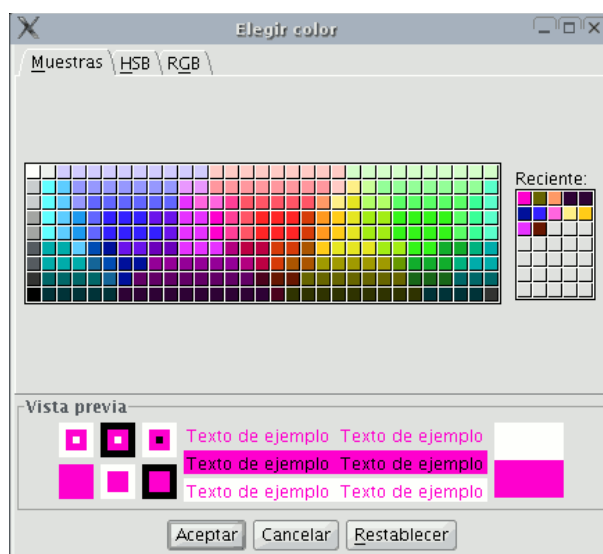 Elegir color
Muestras HSB RGB
Reciente:
Vista previa
Texto de ejemplo Texto de ejemplo
Texto de ejemplo Texto de ejemplo
Texto de ejemplo Texto de ejemplo
Aceptar Cancelar Restablecer